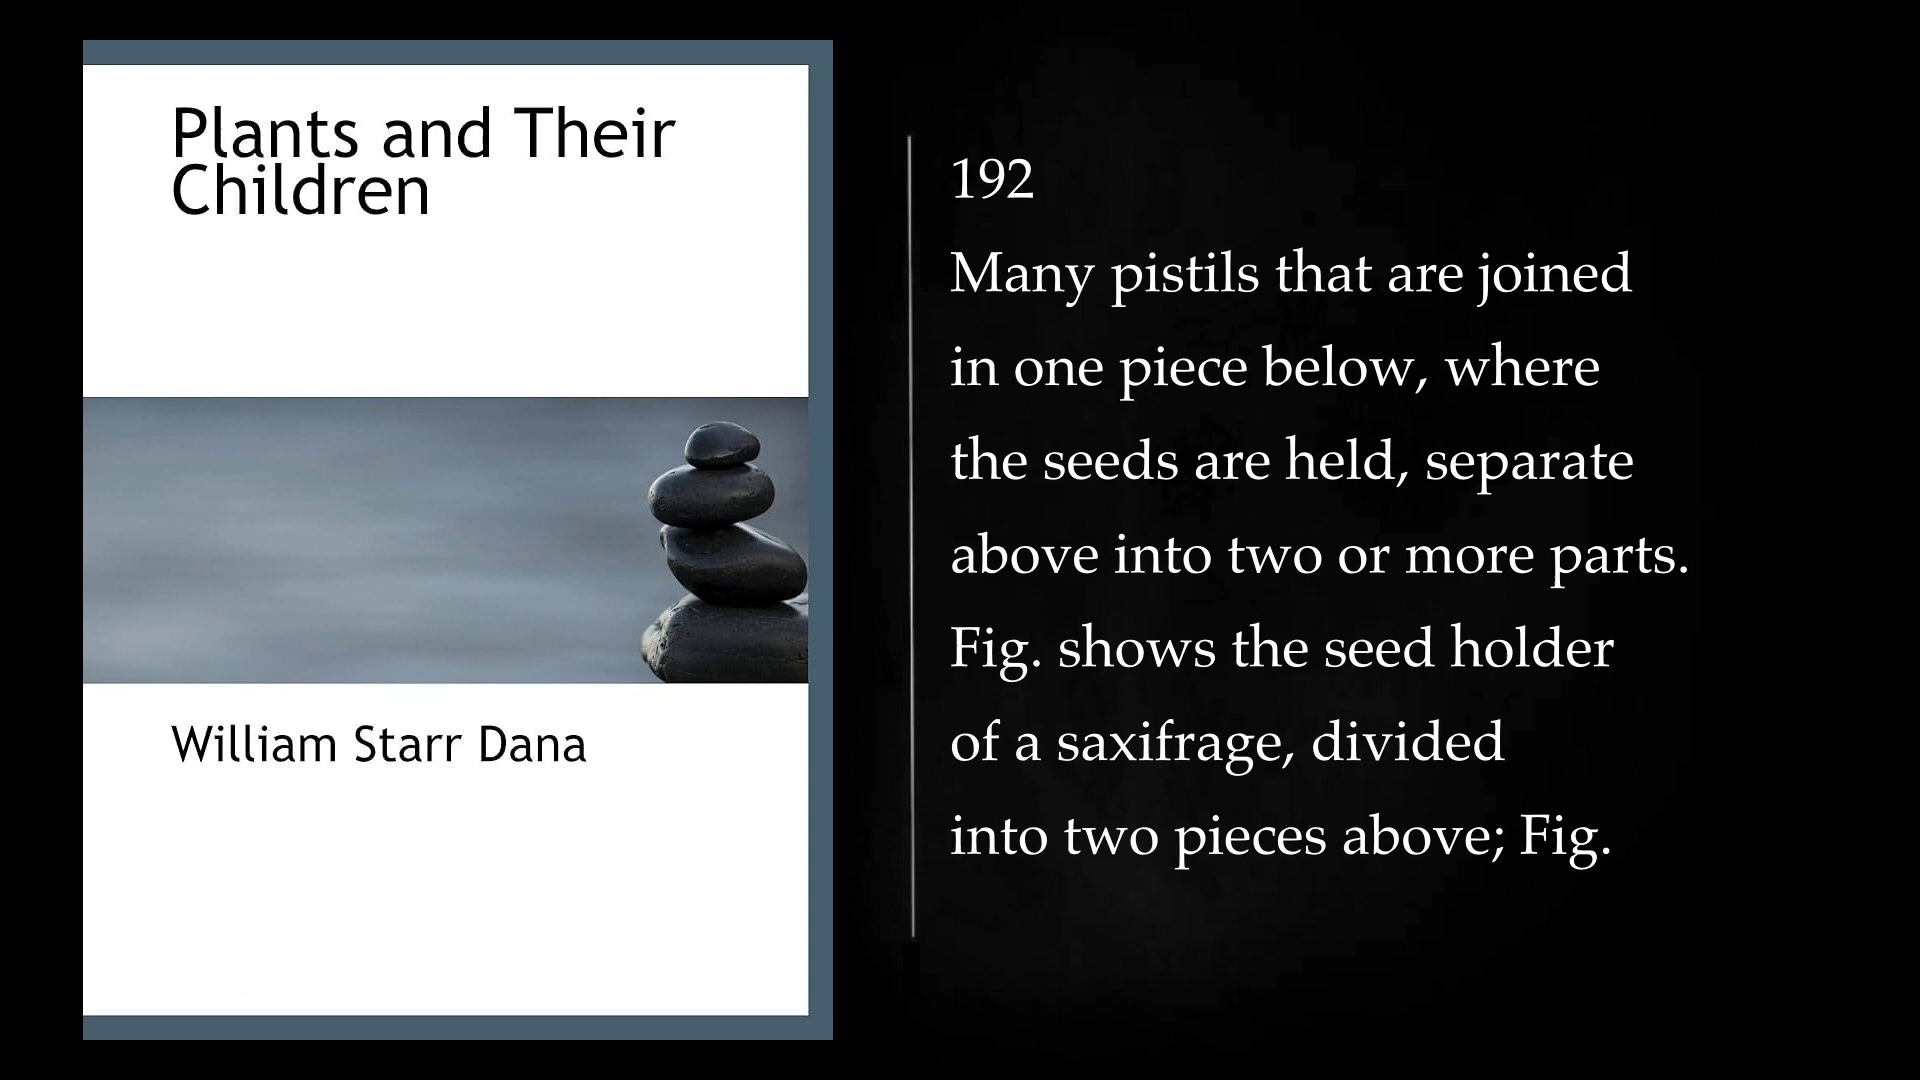 Plants and Their
Children
William Starr Dana
192
Many pistils that are joined
in one piece below, where
the seeds are held, separate
above into two or more parts.
Fig. shows the seed holder
of a saxifrage, divided
into two pieces above; Fig.